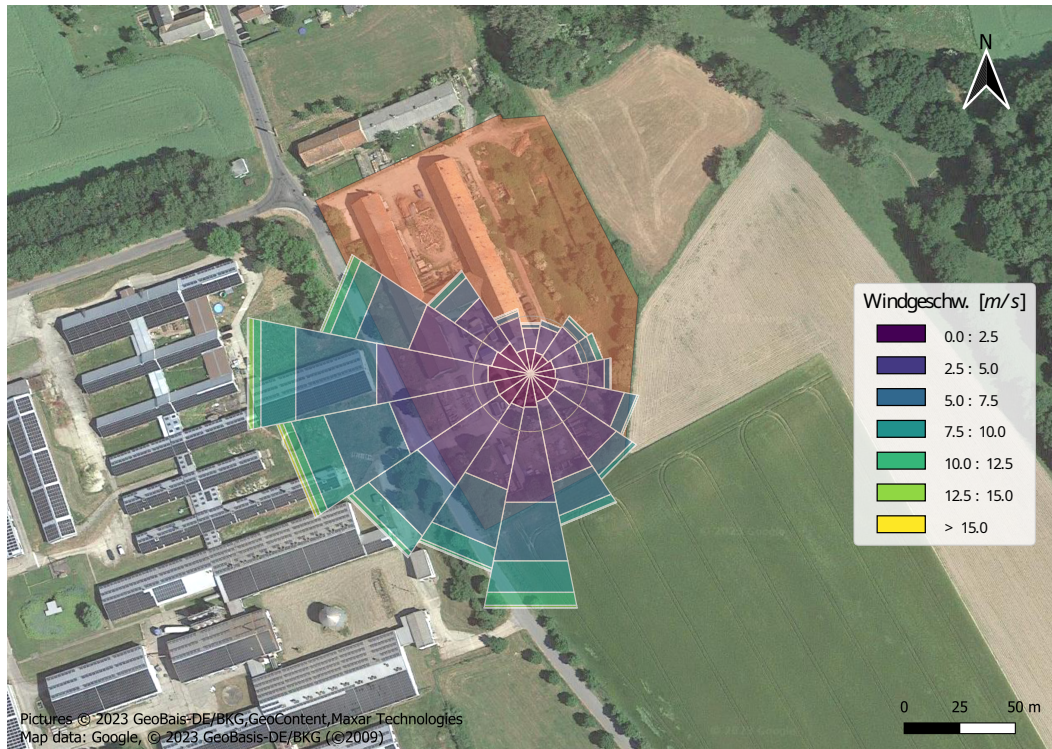 N
Windgeschw. [m/s]
0.0 : 2.5
2.5 : 5.0
5.0 : 7.5
7.5 : 10.0
10.0 : 12.5
12.5 : 15.0
> 15.0
0 25 50 m
Pictures © 2023 GeoBais-DE/BKG,GeoContent,Maxar Technologies
Map data: Google, © 2023 GeoBasis-DE/BKG (©2009)